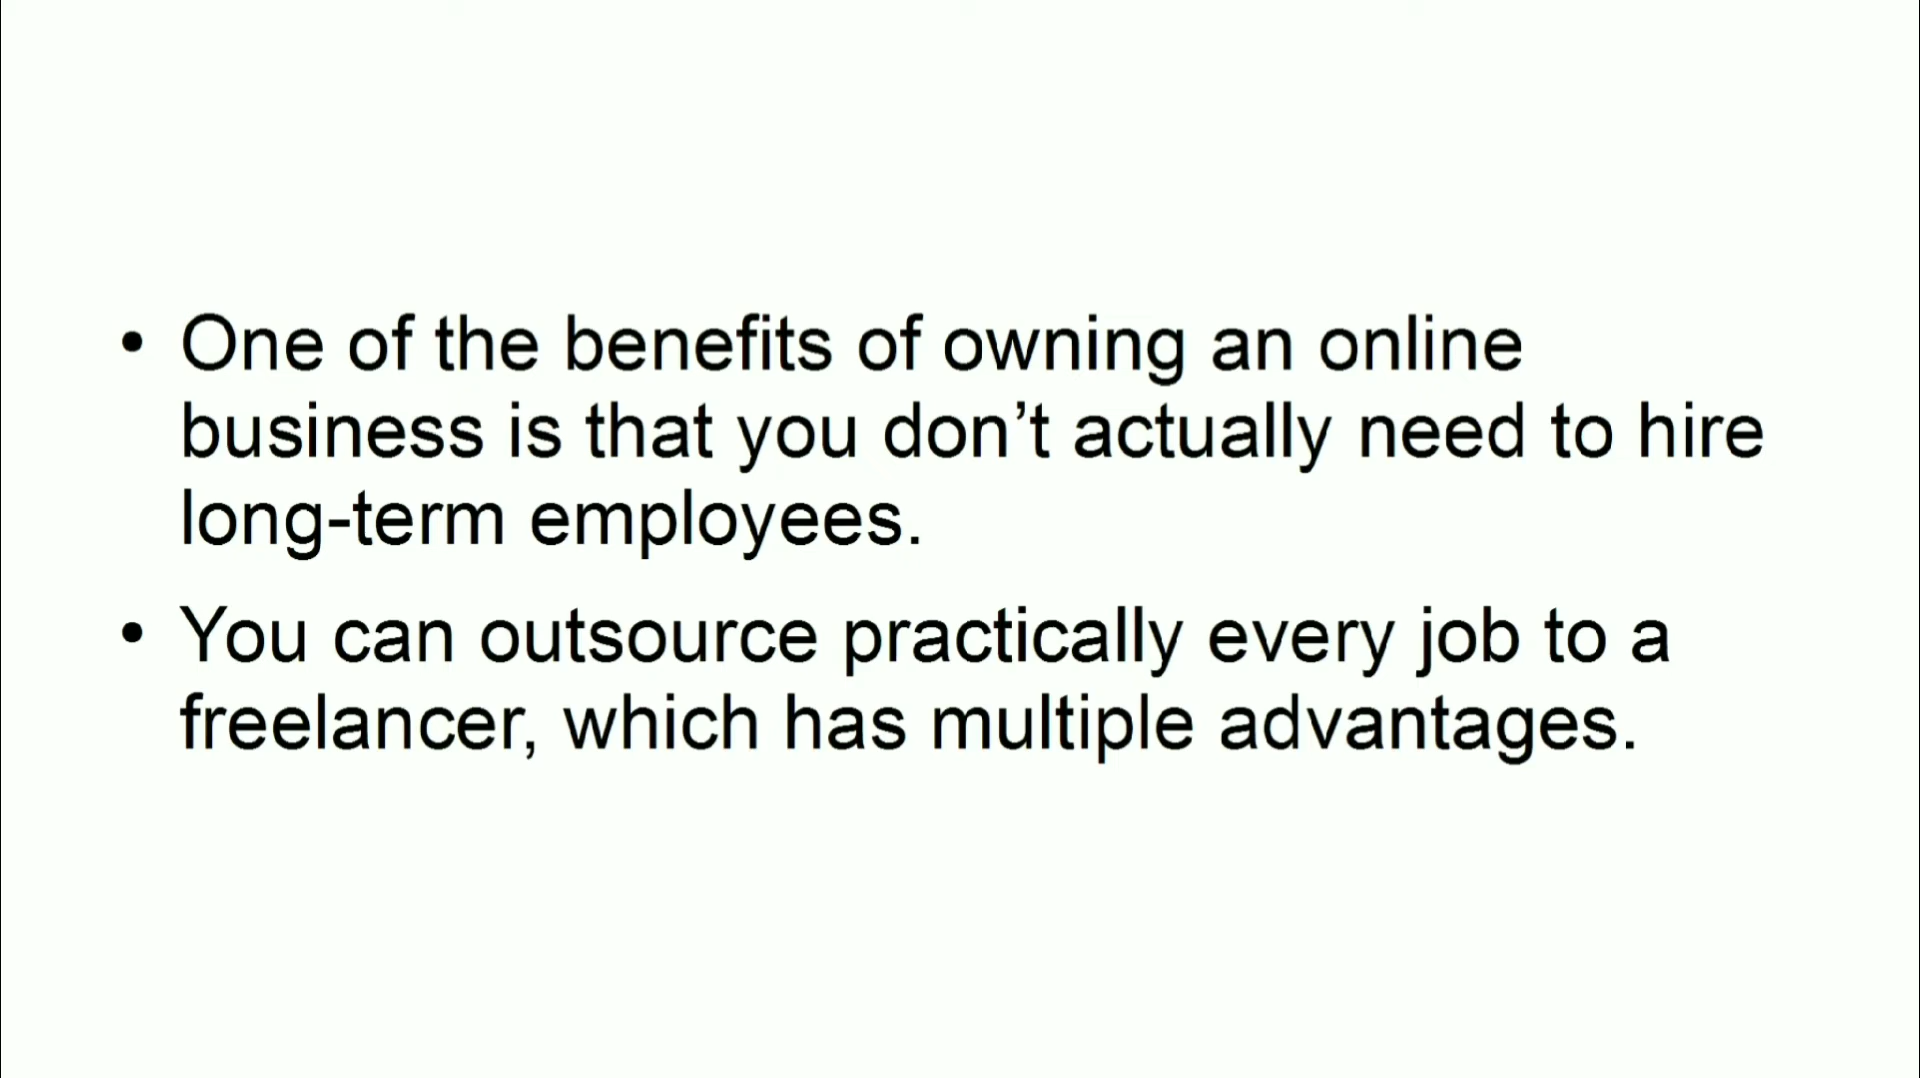 • One of the benefits of owning an online
business is that you don’t actually need to hire
long-term employees.
• You can outsource practically every job to a
freelancer, which has multiple advantages.